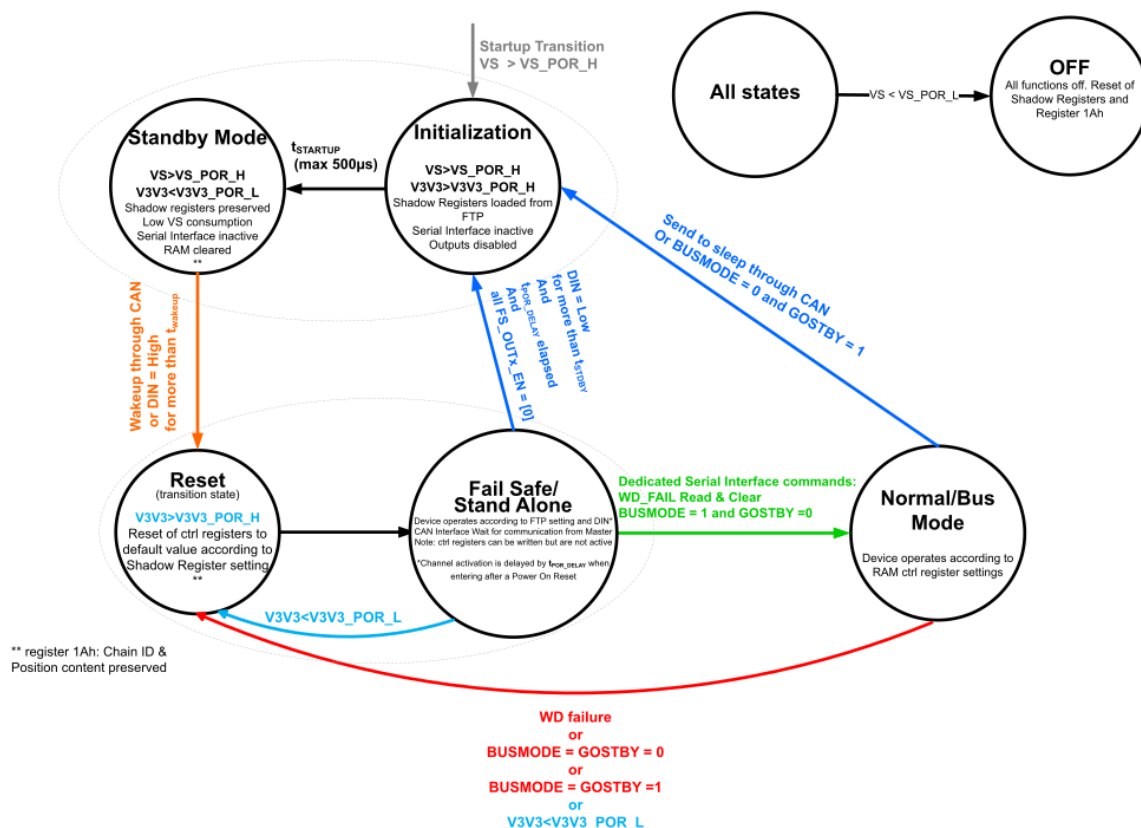 Startup Transition
VS > VS_POR_H
All states
VS < VS_POR_L
OFF
All functions off. Reset of
Shadow Registers and
Register 1Ah
Standby Mode
VS>VS_POR_H
V3V3<V3V3_POR_L
Shadow registers preserved
Low VS consumption
Serial Interface inactive
RAM cleared
**
tSTARTUP
(max 500µs)
Initialization
VS>VS_POR_H
V3V3>V3V3_POR_H
Shadow Registers loaded from
FTP
Serial Interface inactive
Outputs disabled
Send to sleep through CAN
Or BUSMODE = 0 and GOSTBY = 1
Wakeup through CAN
or DIN = High
for more than twakeup
DIN = Low
for more than tSTDBY
And
tPOR_DELAY elapsed
And
all FS_OUTx_EN = [0]
Reset
(transition state)
V3V3>V3V3_POR_H
Reset of ctrl registers to
default value according to
Shadow Register setting
**
Fail Safe/
Stand Alone
Device operates according to FTP setting and DIN*
CAN Interface Wait for communication from Master
Note: ctrl registers can be written but are not active
*Channel activation is delayed by tPOR_DELAY when
entering after a Power On Reset
Dedicated Serial Interface commands:
WD_FAIL Read & Clear
BUSMODE = 1 and GOSTBY =0
Normal/Bus
Mode
Device operates according to
RAM ctrl register settings
V3V3<V3V3_POR_L
** register 1Ah: Chain ID &
Position content preserved
WD failure
or
BUSMODE = GOSTBY = 0
or
BUSMODE = GOSTBY =1
or
V3V3<V3V3_POR_L